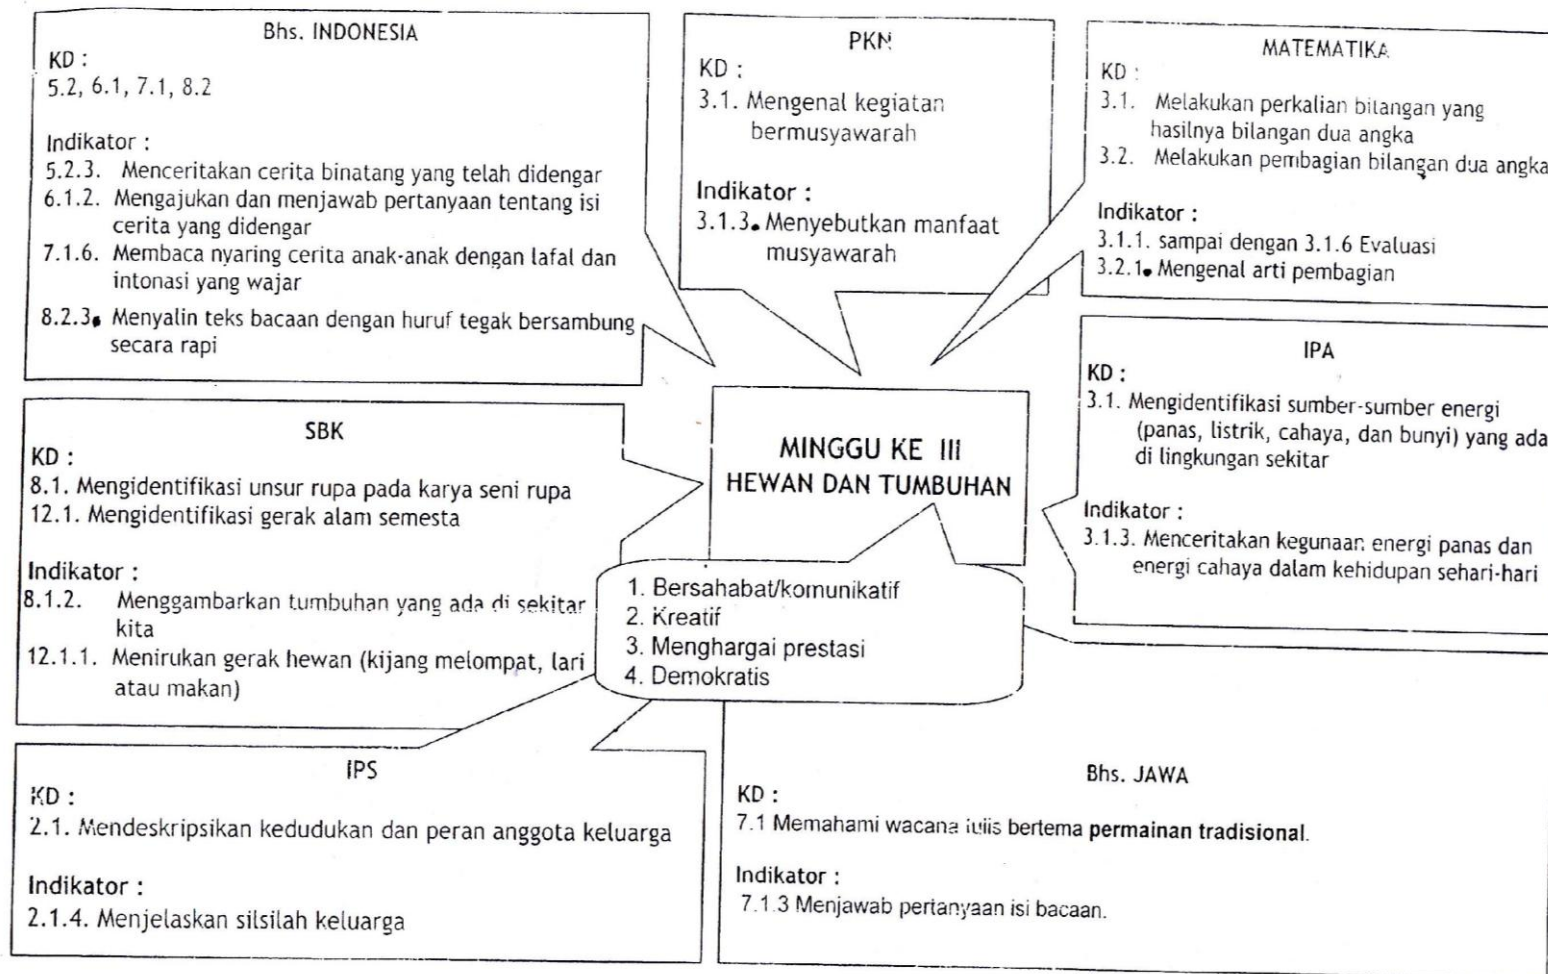 Bhs. INDONESIA
KD :
5.2, 6.1, 7.1, 8.2
Indikator :
5.2.3. Menceritakan cerita binatang yang telah didengar
6.1.2. Mengajukan dan menjawab pertanyaan tentang isi
cerita yang didengar
7.1.6. Membaca nyaring cerita anak-anak dengan lafal dan
intonasi yang wajar
8.2.3. Menyalin teks bacaan dengan huruf tegak bersambung
secara rapi
PKN
KD :
3.1. Mengenal kegiatan
bermusyawarah
Indikator :
3.1.3. Menyebutkan manfaat
musyawarah
MATEMATIKA
KD :
3.1. Melakukan perkalian bilangan yang
hasilnya bilangan dua angka
3.2. Melakukan pembagian bilangan dua angka
Indikator :
3.1.1. sampai dengan 3.1.6 Evaluasi
3.2.1. Mengenal arti pembagian
SBK
KD :
8.1. Mengidentifikasi unsur rupa pada karya seni rupa
12.1. Mengidentifikasi gerak alam semesta
Indikator :
8.1.2. Menggambarkan tumbuhan yang ada di sekitar
kita
12.1.1. Menirukan gerak hewan (kijang melompat, lari
atau makan)
MINGGU KE III
HEWAN DAN TUMBUHAN
1. Bersahabat/komunikatif
2. Kreatif
3. Menghargai prestasi
4. Demokratis
IPA
KD :
3.1. Mengidentifikasi sumber-sumber energi
(panas, listrik, cahaya, dan bunyi) yang ada
di lingkungan sekitar
Indikator :
3.1.3. Menceritakan kegunaan energi panas dan
energi cahaya dalam kehidupan sehari-hari
IPS
KD :
2.1. Mendeskripsikan kedudukan dan peran anggota keluarga
Indikator :
2.1.4. Menjelaskan silsilah keluarga
Bhs. JAWA
KD :
7.1 Memahami wacana tulis bertema permainan tradisional.
Indikator :
7.1.3 Menjawab pertanyaan isi bacaan.